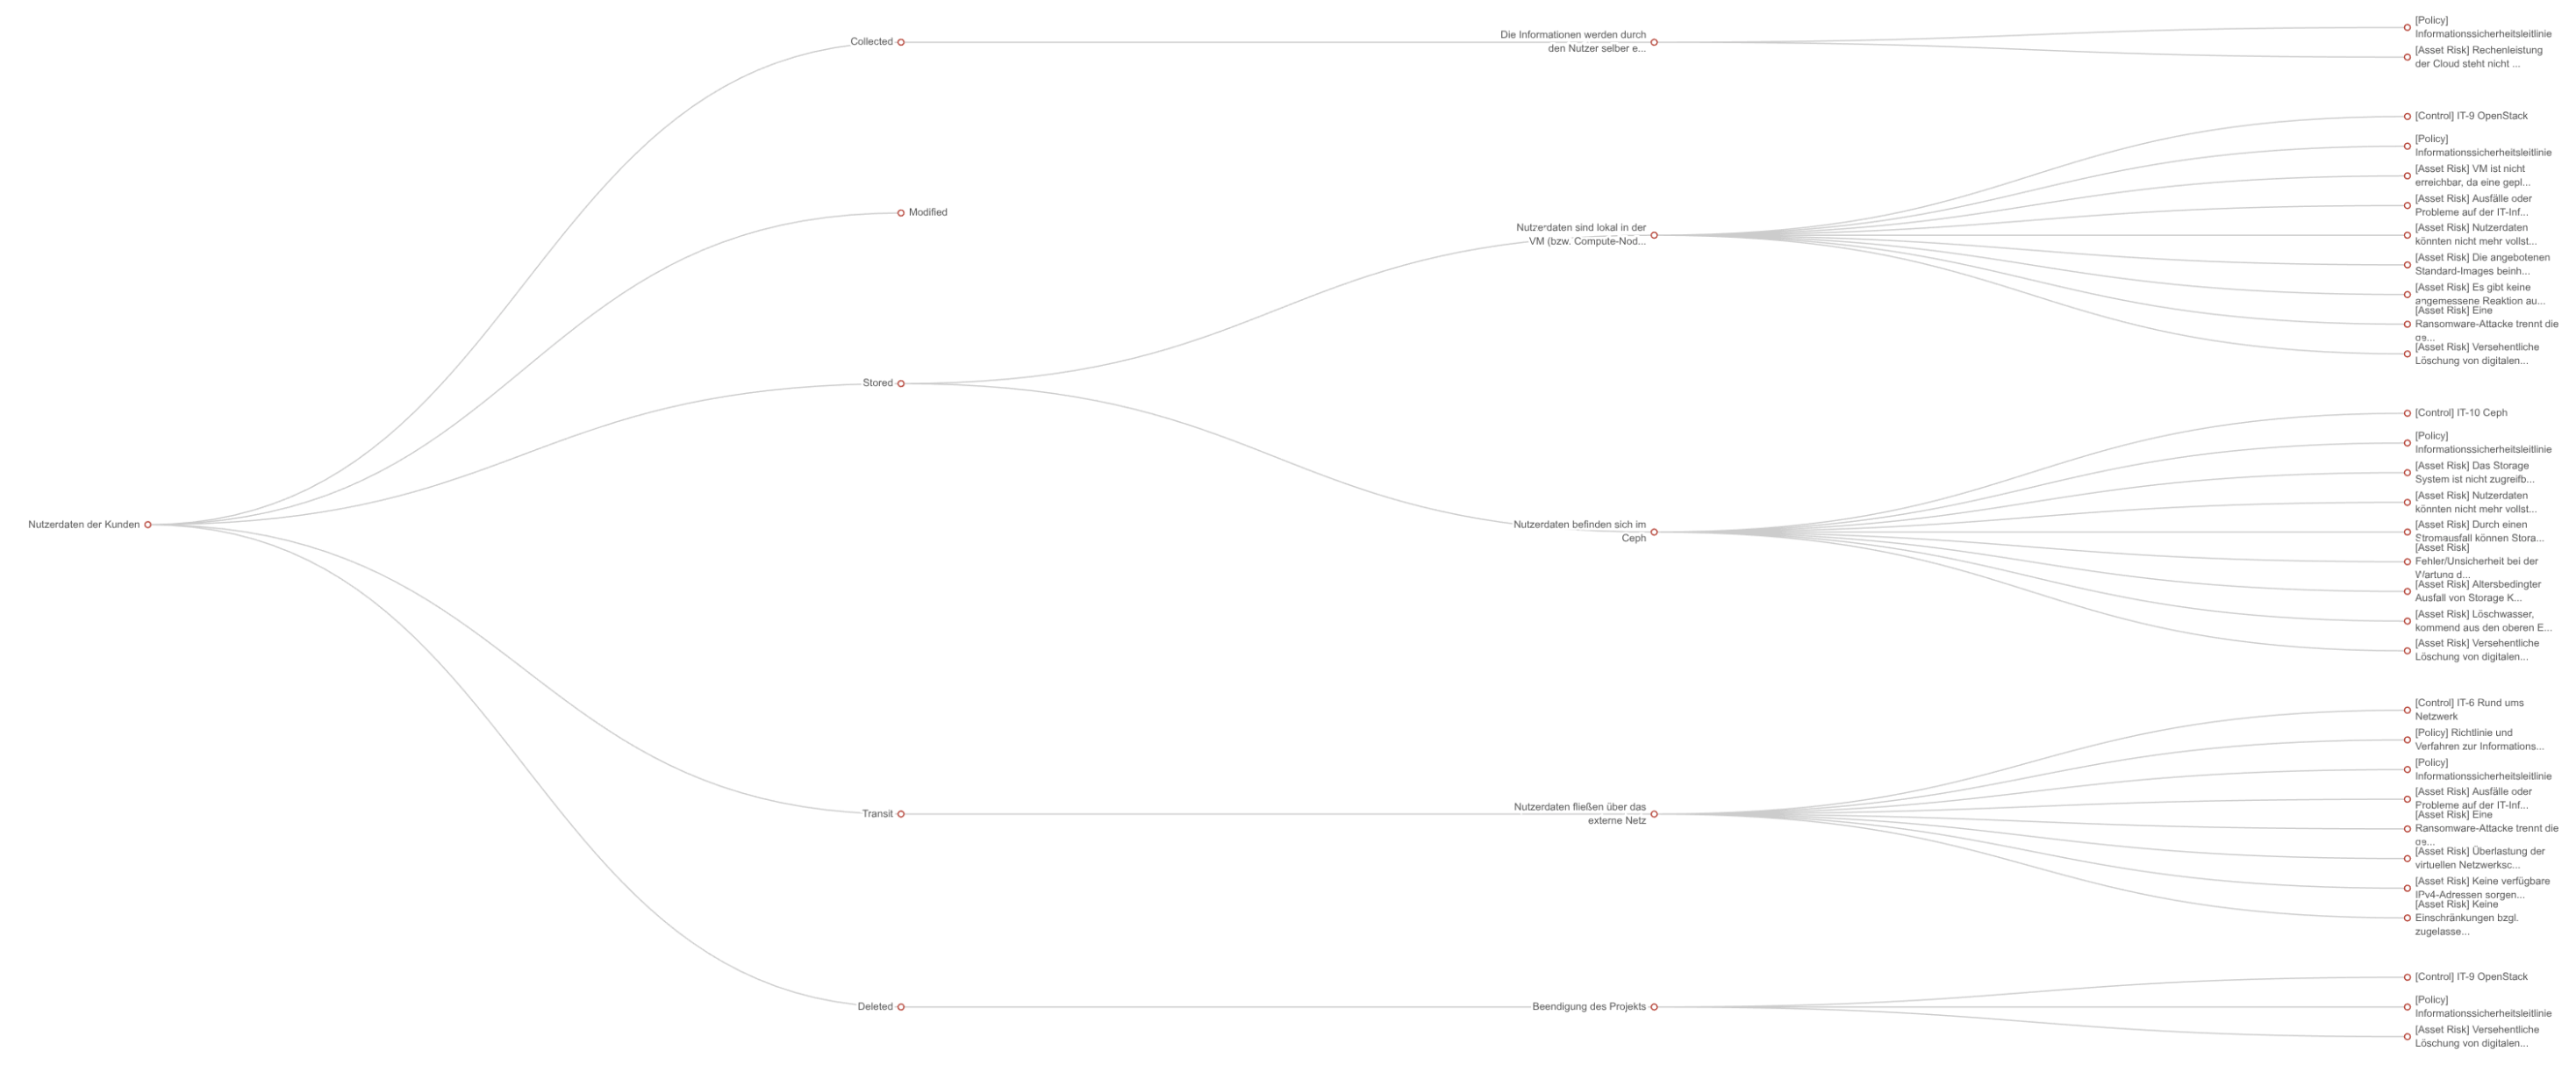 Nutzerdaten der Kunden
Collected
Modified
Stored
Transit
Deleted
Die Informationen werden durch
den Nutzer selber e...
Nutzerdaten sind lokal in der
VM (bzw. Compute-Nod...
Nutzerdaten befinden sich im
Ceph
Nutzerdaten fließen über das
externe Netz
Beendigung des Projekts
[Policy]
Informationssicherheitsleitlinie
[Asset Risk] Rechenleistung
der Cloud steht nicht ...
[Control] IT-9 OpenStack
[Policy]
Informationssicherheitsleitlinie
[Asset Risk] VM ist nicht
erreichbar, da eine gepl...
[Asset Risk] Ausfälle oder
Probleme auf der IT-Inf...
[Asset Risk] Nutzerdaten
könnten nicht mehr vollst...
[Asset Risk] Die angebotenen
Standard-Images beinh...
[Asset Risk] Es gibt keine
angemessene Reaktion au...
[Asset Risk] Eine
Ransomware-Attacke trennt die
ge...
[Asset Risk] Versehentliche
Löschung von digitalen...
[Control] IT-10 Ceph
[Policy]
Informationssicherheitsleitlinie
[Asset Risk] Das Storage
System ist nicht zugreifb...
[Asset Risk] Nutzerdaten
könnten nicht mehr vollst...
[Asset Risk] Durch einen
Stromausfall können Stora...
[Asset Risk]
Fehler/Unsicherheit bei der
Wartung d...
[Asset Risk] Altersbedingter
Ausfall von Storage K...
[Asset Risk] Löschwasser,
kommend aus den oberen E...
[Asset Risk] Versehentliche
Löschung von digitalen...
[Control] IT-6 Rund ums
Netzwerk
[Policy] Richtlinie und
Verfahren zur Informations...
[Policy]
Informationssicherheitsleitlinie
[Asset Risk] Ausfälle oder
Probleme auf der IT-Inf...
[Asset Risk] Eine
Ransomware-Attacke trennt die
ge...
[Asset Risk] Überlastung der
virtuellen Netzwerksc...
[Asset Risk] Keine verfügbare
IPv4-Adressen sorgen...
[Asset Risk] Keine
Einschränkungen bzgl.
zugelasse...
[Control] IT-9 OpenStack
[Policy]
Informationssicherheitsleitlinie
[Asset Risk] Versehentliche
Löschung von digitalen...